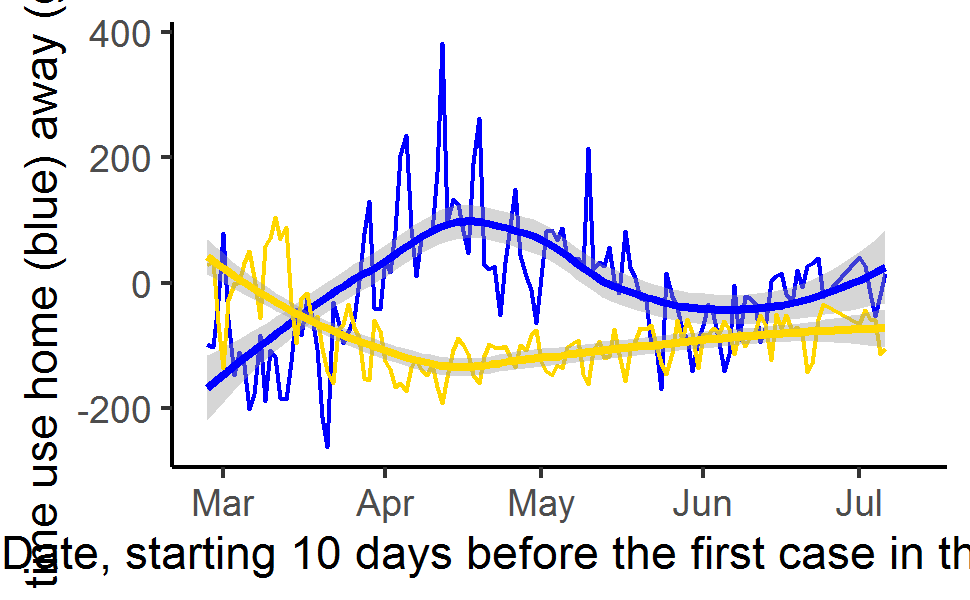 time use home (blue) away (
400
200
0
-200
Mar Apr May Jun Jul
Date, starting 10 days before the first case in th